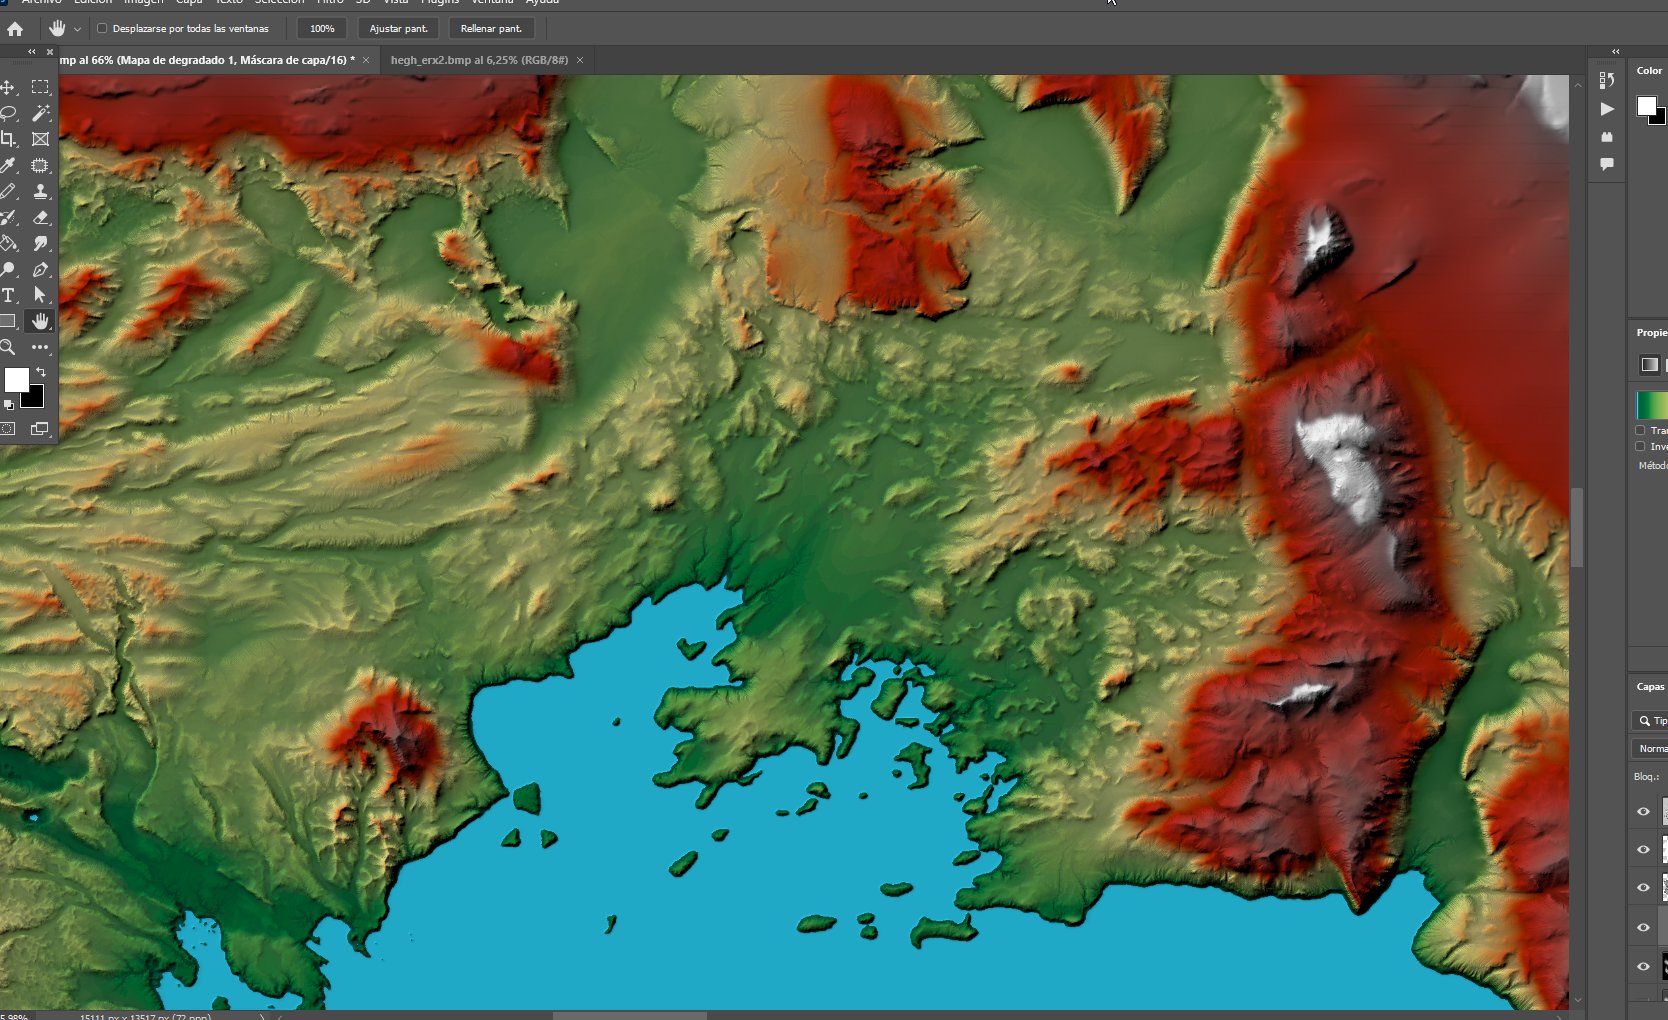 Archivo Edición Imagen Capa Texto Selección Filtro 3D Vista Plugins Ventana Ayuda
Desplazarse por todas las ventanas 100% Ajustar pant. Rellenar pant.
mp al 66% (Mapa de degradado 1, Máscara de capa/16) * × hegh_erx2.bmp al 6,25% (RGB/8#) ×
Color
Propie
Tra
Inve
Métod
Capas
Tip
Norma
Bloq.:
5,98% 15111 px x 13517 px (72 ppp)